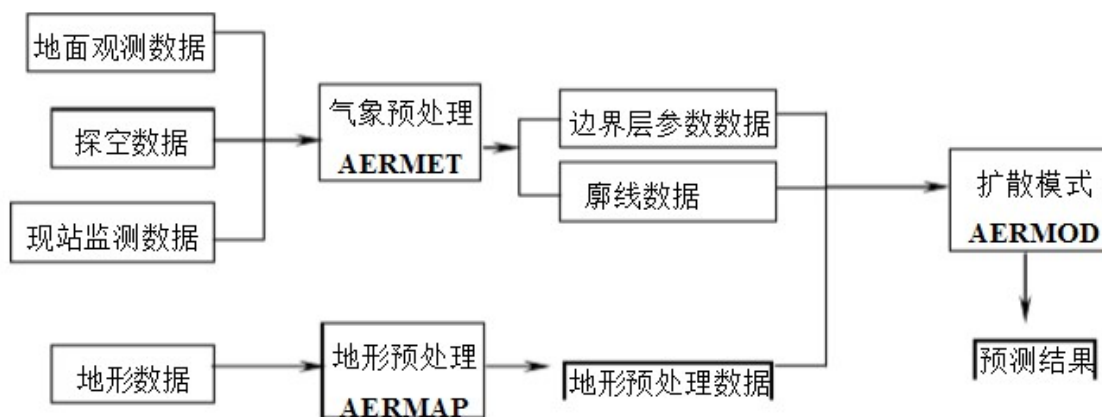 地面观测数据
探空数据
现站监测数据
气象预处理
AERMET
边界层参数数据
廓线数据
扩散模式
AERMOD
预测结果
地形数据
地形预处理
AERMAP
地形预处理数据